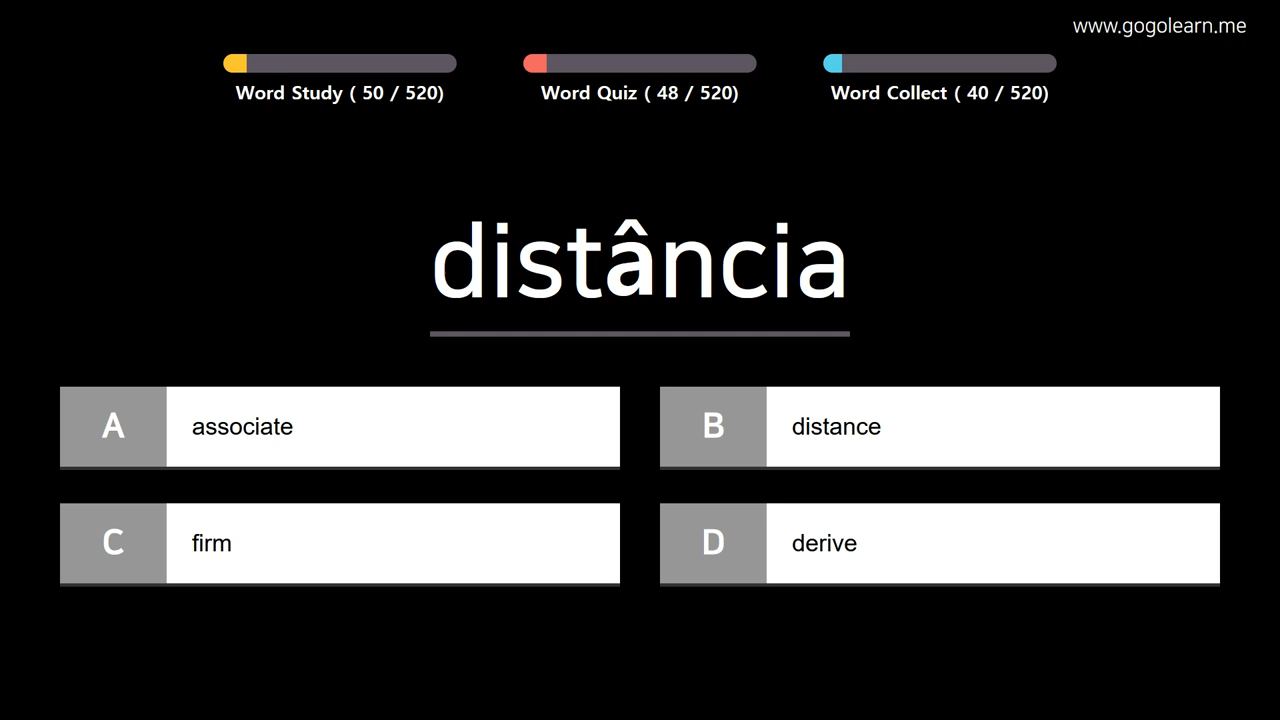 www.gogolearn.me
Word Study ( 50 / 520)
Word Quiz ( 48 / 520)
Word Collect ( 40 / 520)
distância
A
associate
B
distance
C
firm
D
derive